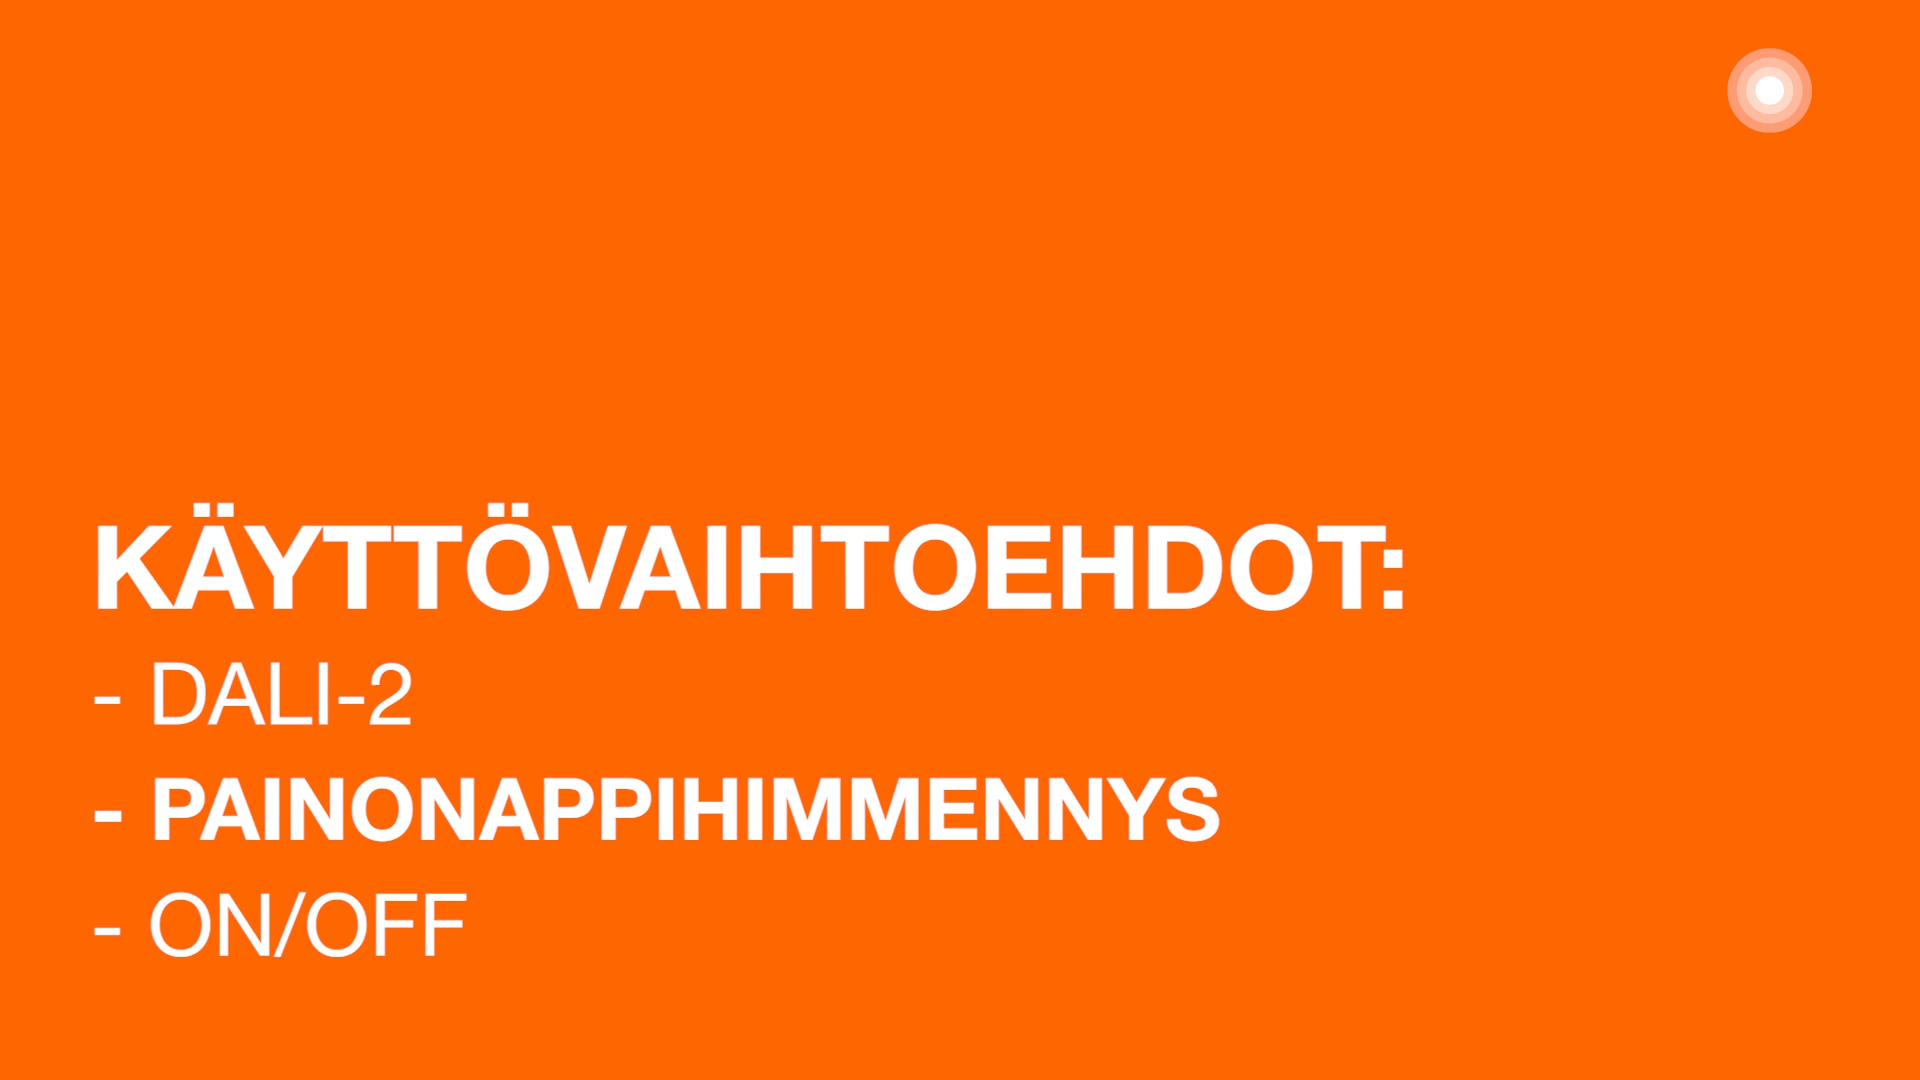 KÄYTTÖVAIHTOEHDOT:
- DALI-2
- PAINONAPPIHIMMENNYS
- ON/OFF